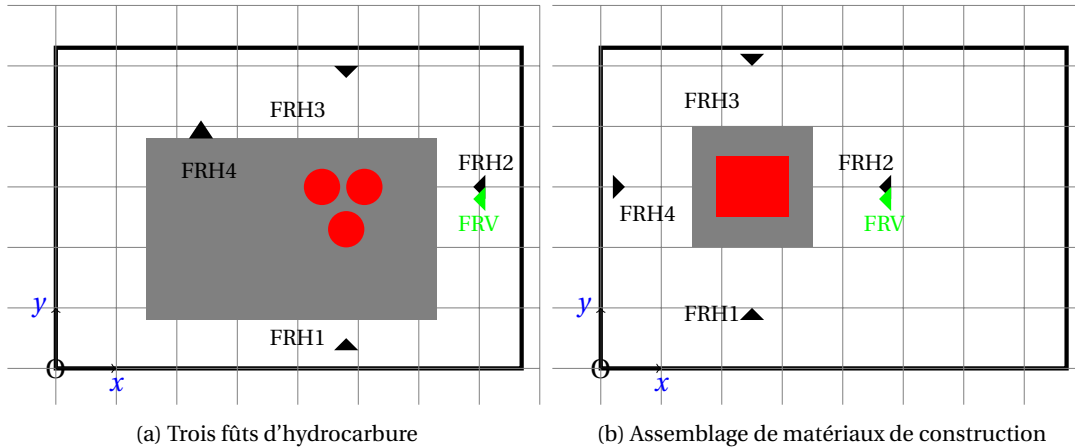 FRH3
FRH4
FRH2
FRV
FRH1
y
O
x
(a) Trois fûts d'hydrocarbure
FRH3
FRH2
FRH4
FRV
FRH1
y
O
x
(b) Assemblage de matériaux de construction